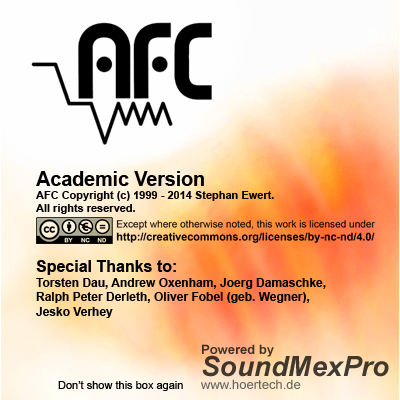 AFC
Academic Version
AFC Copyright (c) 1999 - 2014 Stephan Ewert.
All rights reserved.
cc BY NC ND
Except where otherwise noted, this work is licensed under
http://creativecommons.org/licenses/by-nc-nd/4.0/
Special Thanks to:
Torsten Dau, Andrew Oxenham, Joerg Damaschke,
Ralph Peter Derleth, Oliver Fobel (geb. Wegner),
Jesko Verhey
Powered by
SoundMexPro
Don't show this box again
www.hoertech.de